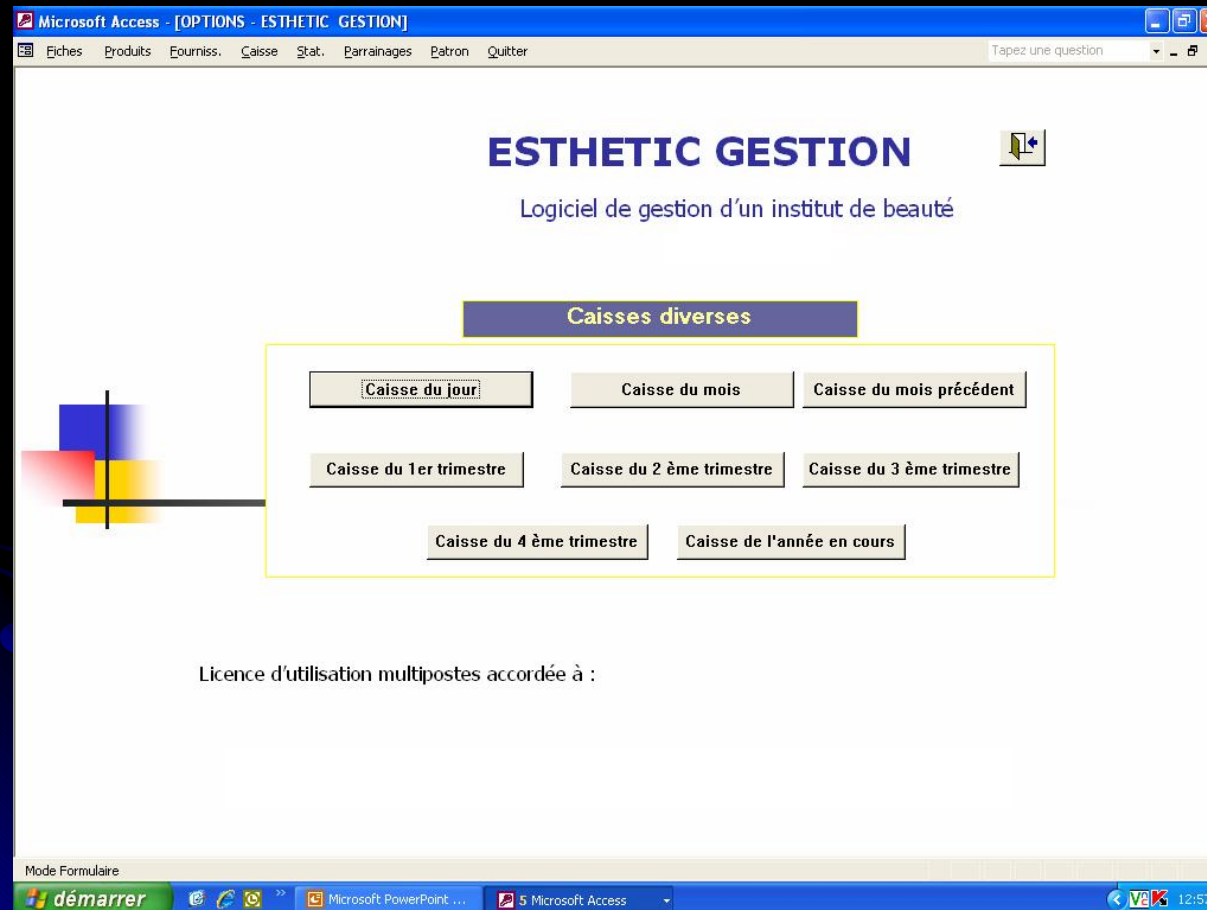 Microsoft Access - [OPTIONS - ESTHETIC GESTION]
Fiches Produits Fourniss. Caisse Stat. Parrainages Patron Quitter Tapez une question
ESTHETIC GESTION
Logiciel de gestion d'un institut de beauté
Caisses diverses
Caisse du jour Caisse du mois Caisse du mois précédent
Caisse du 1er trimestre Caisse du 2 ème trimestre Caisse du 3 ème trimestre
Caisse du 4 ème trimestre Caisse de l'année en cours
Licence d'utilisation multipostes accordée à :
Mode Formulaire
démarrer Microsoft PowerPoint ... 5 Microsoft Access